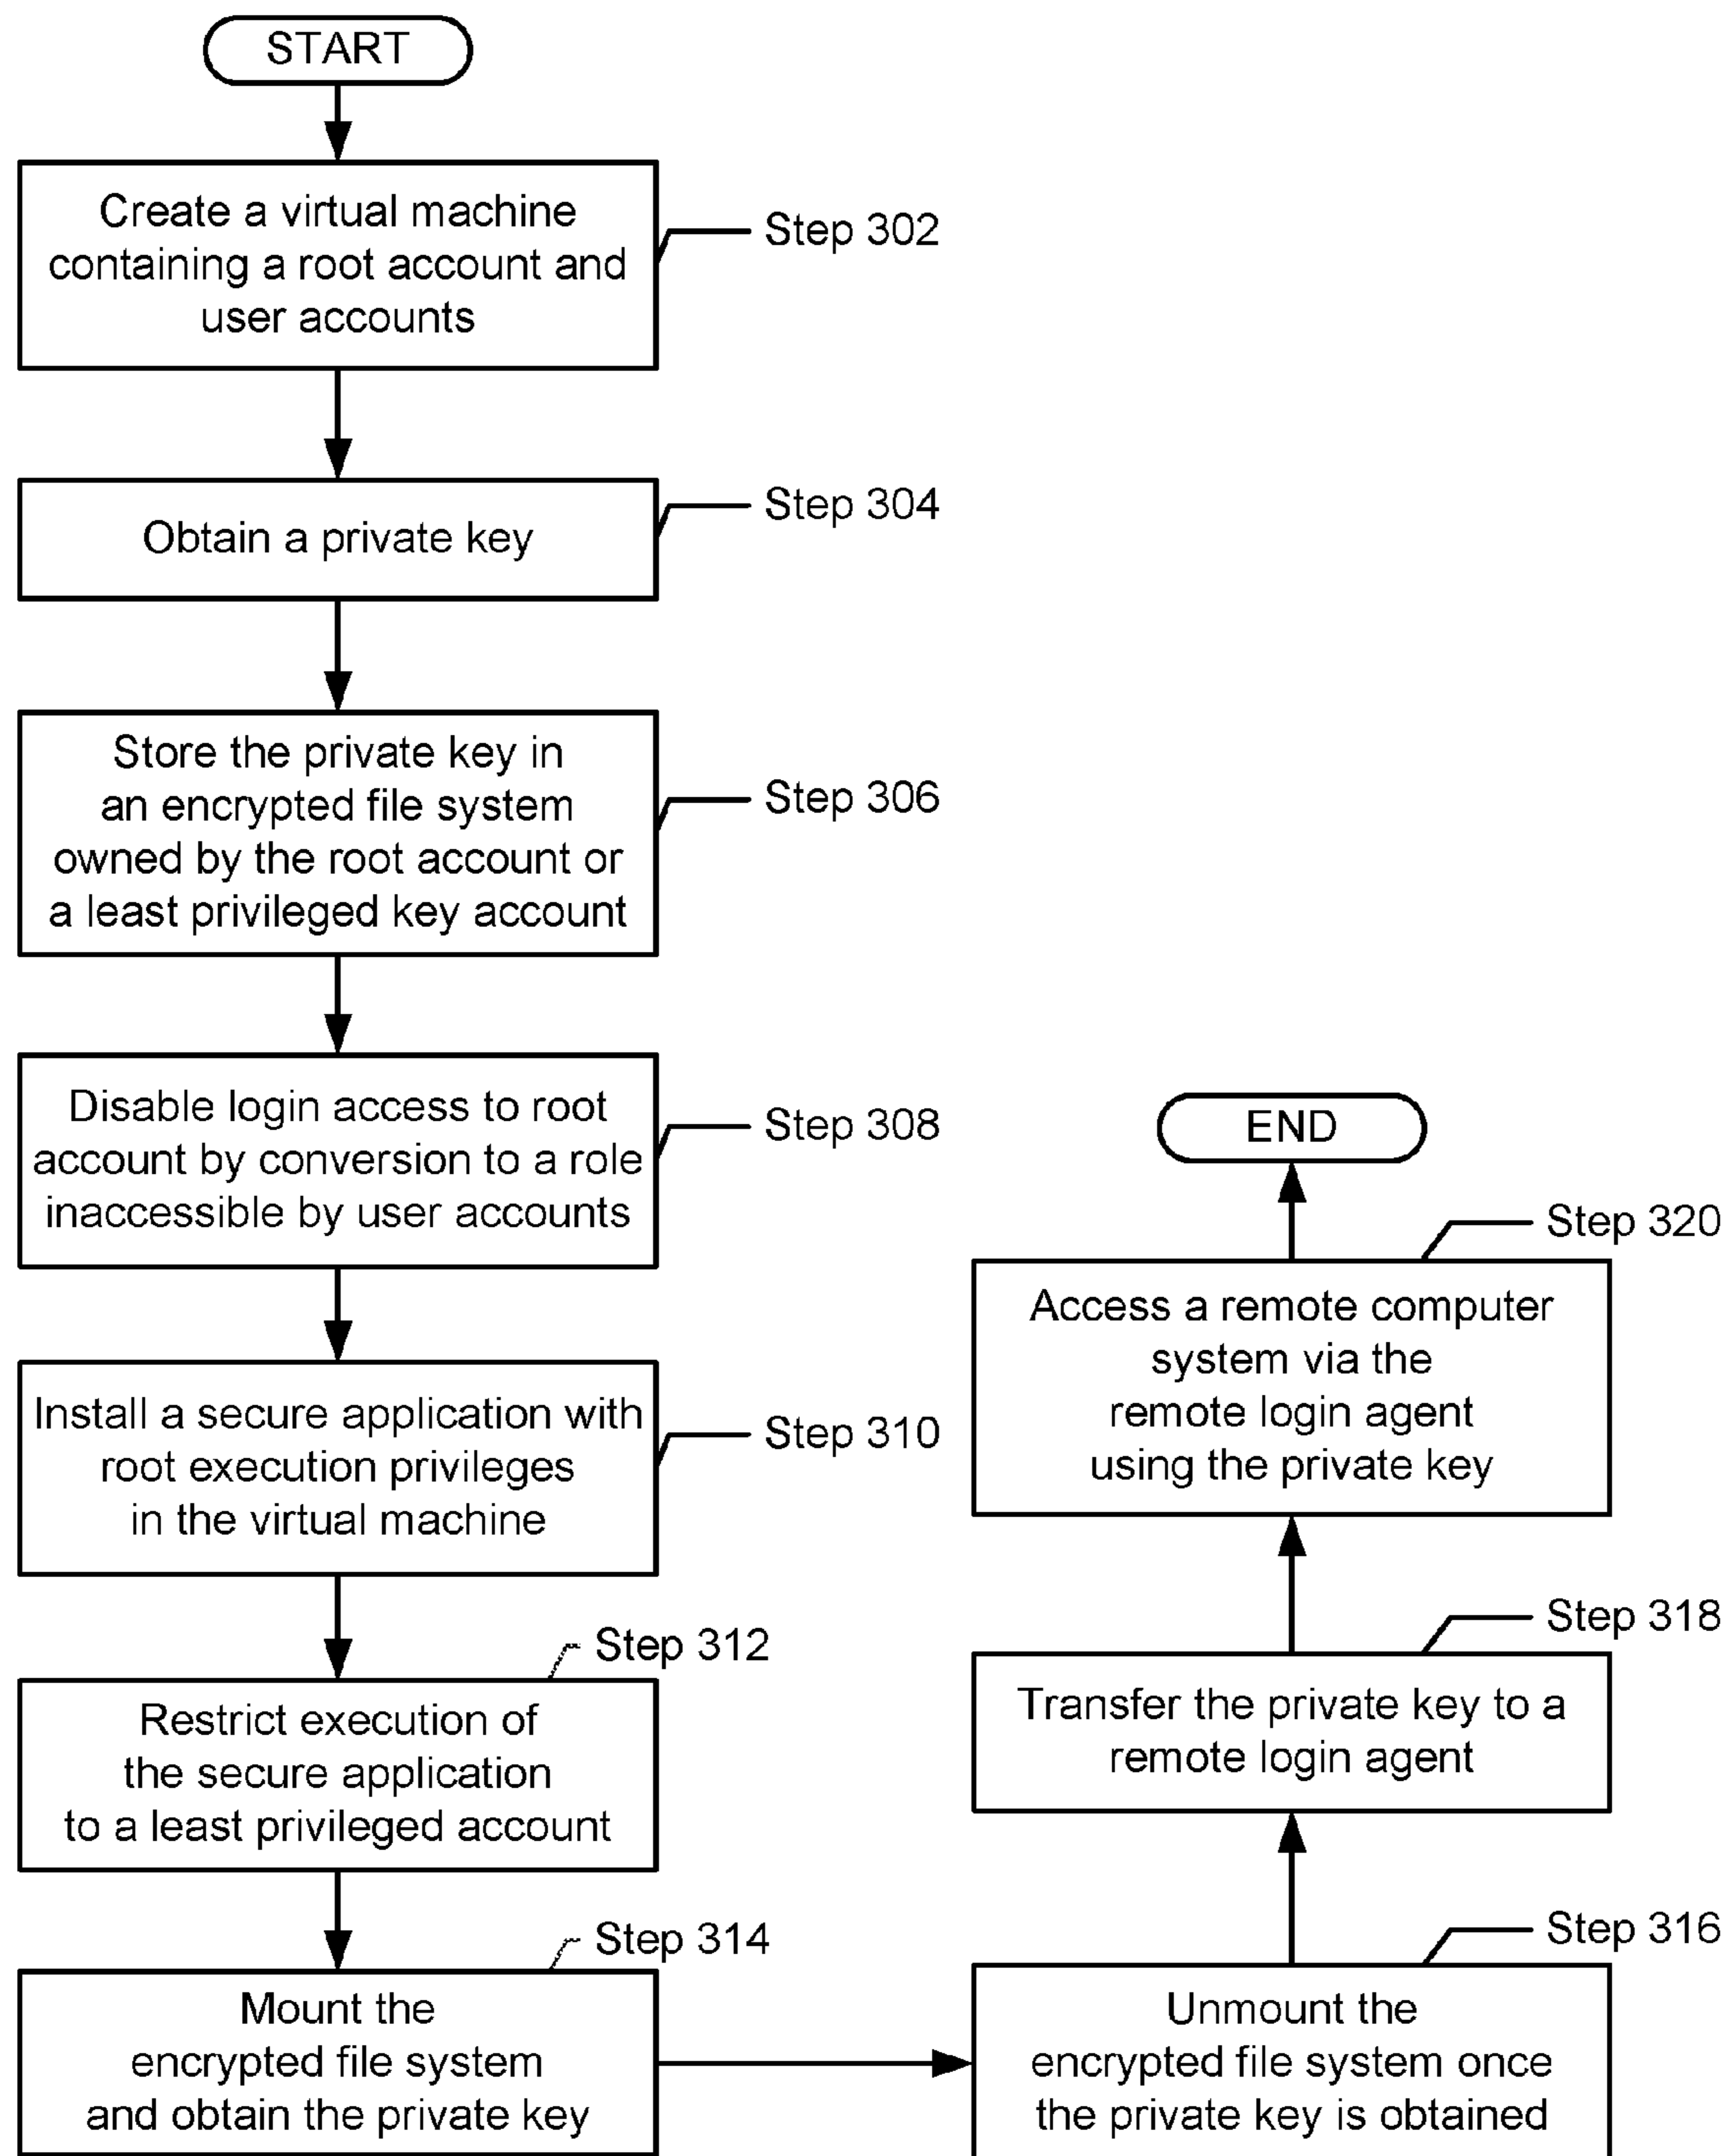 START
Create a virtual machine
containing a root account and
user accounts
Step 302
Obtain a private key
Step 304
Store the private key in
an encrypted file system
owned by the root account or
a least privileged key account
Step 306
Disable login access to root
account by conversion to a role
inaccessible by user accounts
Step 308
Install a secure application with
root execution privileges
in the virtual machine
Step 310
Step 312
Restrict execution of
the secure application
to a least privileged account
Step 314
Mount the
encrypted file system
and obtain the private key
Step 316
Unmount the
encrypted file system once
the private key is obtained
Step 318
Transfer the private key to a
remote login agent
Step 320
Access a remote computer
system via the
remote login agent
using the private key
END